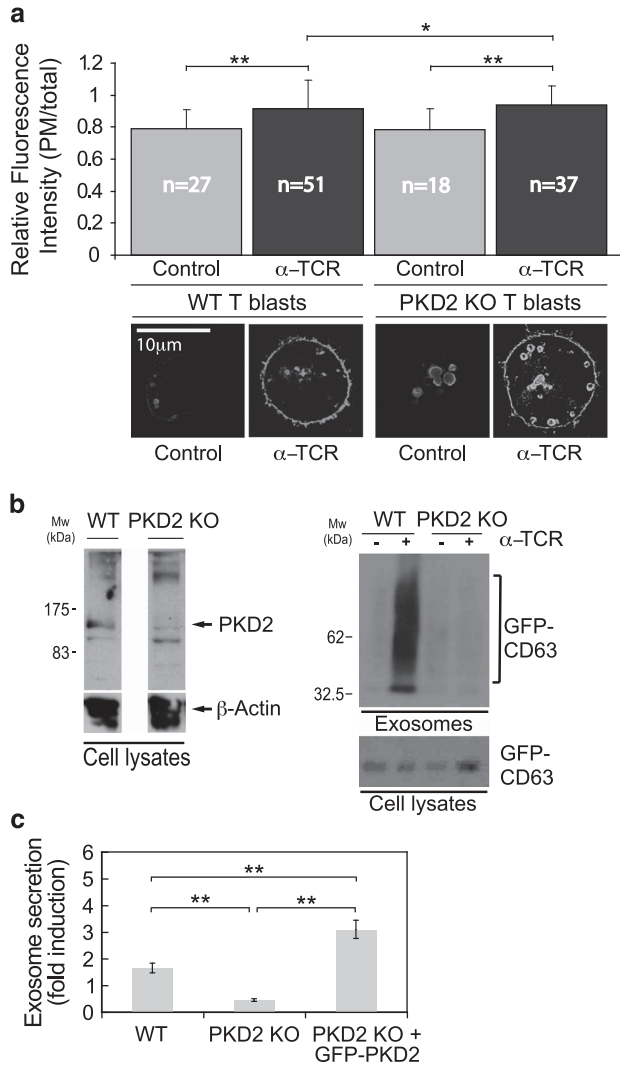 a
*
** **
Relative Fluorescence
Intensity (PM/total)
1.2
1
0.8
0.6
0.4
0.2
0
n=27 n=51 n=18 n=37
Control α–TCR Control α–TCR
WT T blasts PKD2 KO T blasts
10μm
Control α–TCR Control α–TCR
b
Mw
(kDa)
WT PKD2 KO
175-
83-
PKD2
β-Actin
Cell lysates
Mw
(kDa)
WT PKD2 KO
- + - + α–TCR
62–
32.5–
GFP-
CD63
Exosomes
GFP-
CD63
Cell lysates
c
Exosome secretion
(fold induction)
6
5
4
3
2
1
0
**
** **
WT PKD2 KO PKD2 KO +
GFP-PKD2